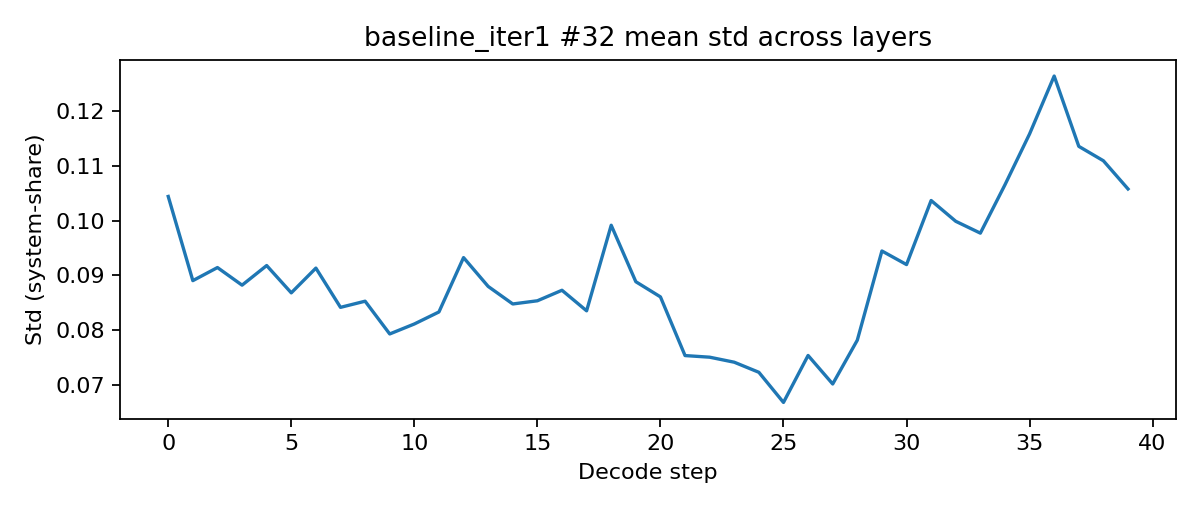 baseline_iter1 #32 mean std across layers
Std (system-share)
0.12
0.11
0.10
0.09
0.08
0.07
0 5 10 15 20 25 30 35 40
Decode step